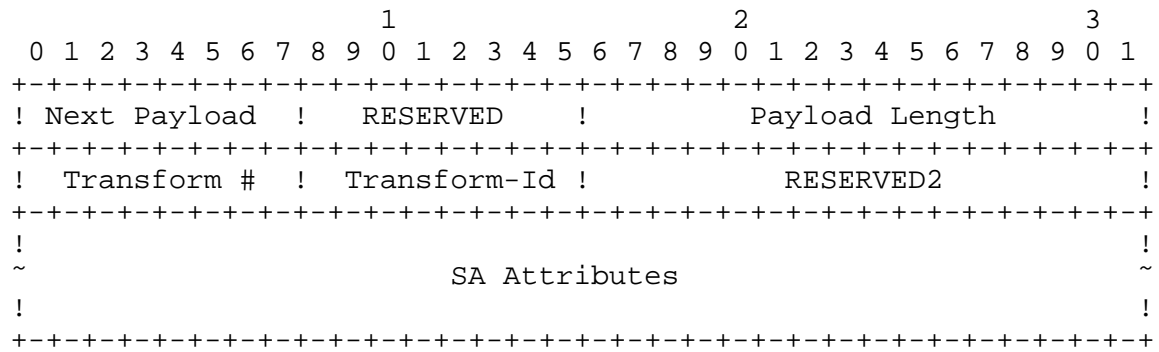 1                   2                   3
 0 1 2 3 4 5 6 7 8 9 0 1 2 3 4 5 6 7 8 9 0 1 2 3 4 5 6 7 8 9 0 1
+-+-+-+-+-+-+-+-+-+-+-+-+-+-+-+-+-+-+-+-+-+-+-+-+-+-+-+-+-+-+-+-+
! Next Payload  !   RESERVED    !         Payload Length        !
+-+-+-+-+-+-+-+-+-+-+-+-+-+-+-+-+-+-+-+-+-+-+-+-+-+-+-+-+-+-+-+-+
!  Transform #  !  Transform-Id !           RESERVED2           !
+-+-+-+-+-+-+-+-+-+-+-+-+-+-+-+-+-+-+-+-+-+-+-+-+-+-+-+-+-+-+-+-+
!                                                               !
~                        SA Attributes                          ~
!                                                               !
+-+-+-+-+-+-+-+-+-+-+-+-+-+-+-+-+-+-+-+-+-+-+-+-+-+-+-+-+-+-+-+-+